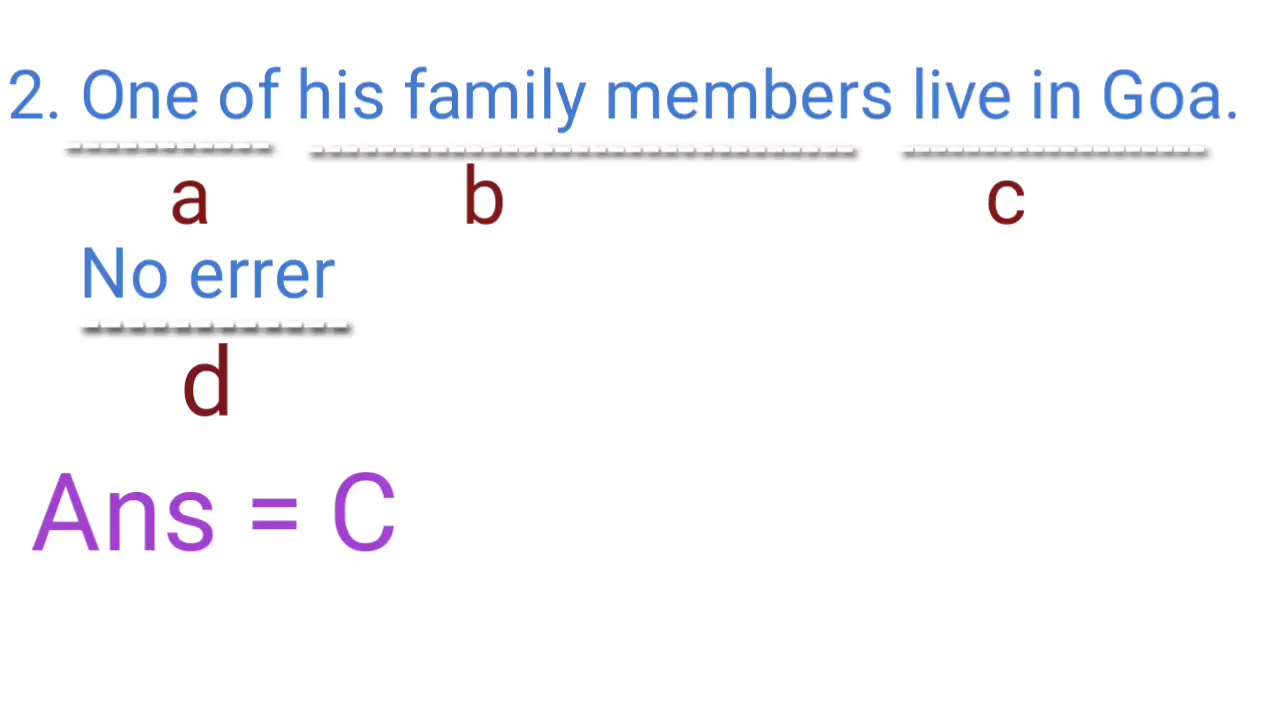 2. One of his family members live in Goa.
a b c
No errer
d
Ans = C